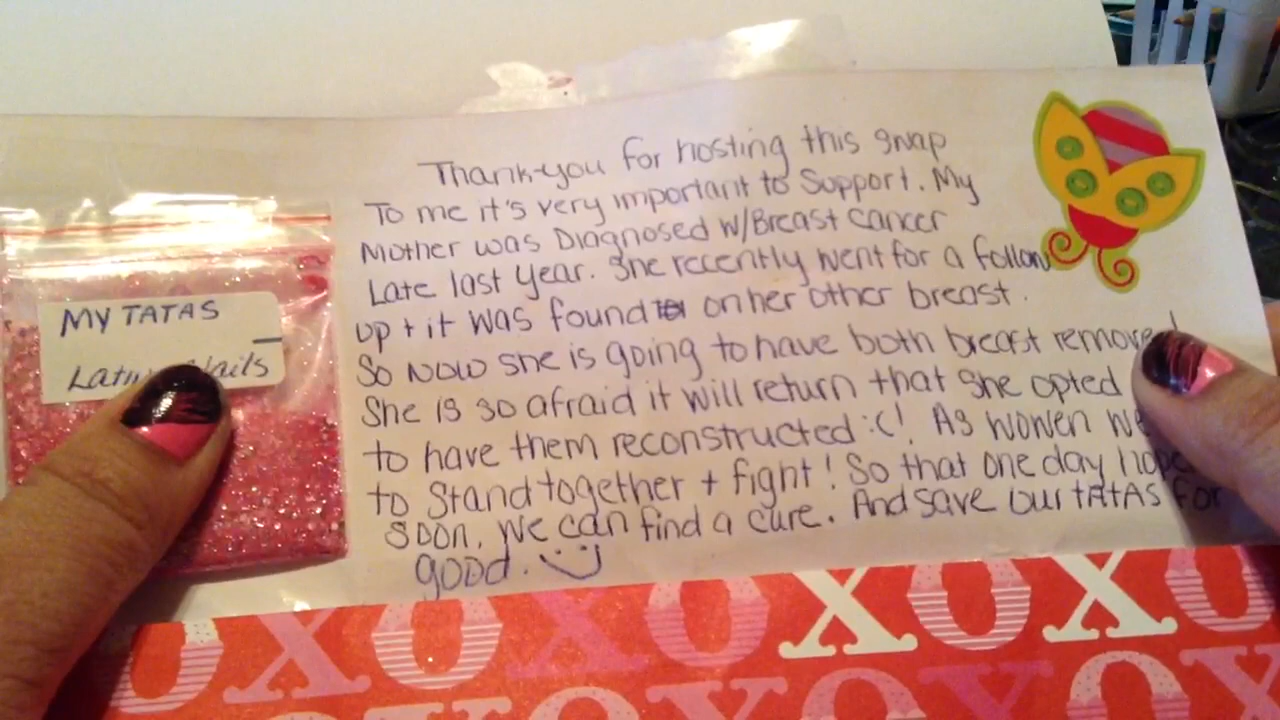 Thank-you for hosting this swap
To me it's very important to Support. My
Mother was Diagnosed w/Breast Cancer
Late last year. She recently went for a follow
up + it was found on her other breast.
So Now she is going to have both breast remove
She is so afraid it will return that she opted
to have them reconstructed :(! As women we
to Stand together + fight! So that one day I hope
soon, we can find a cure. And save our tatas for
good.
MY TATAS
XOXOXOX